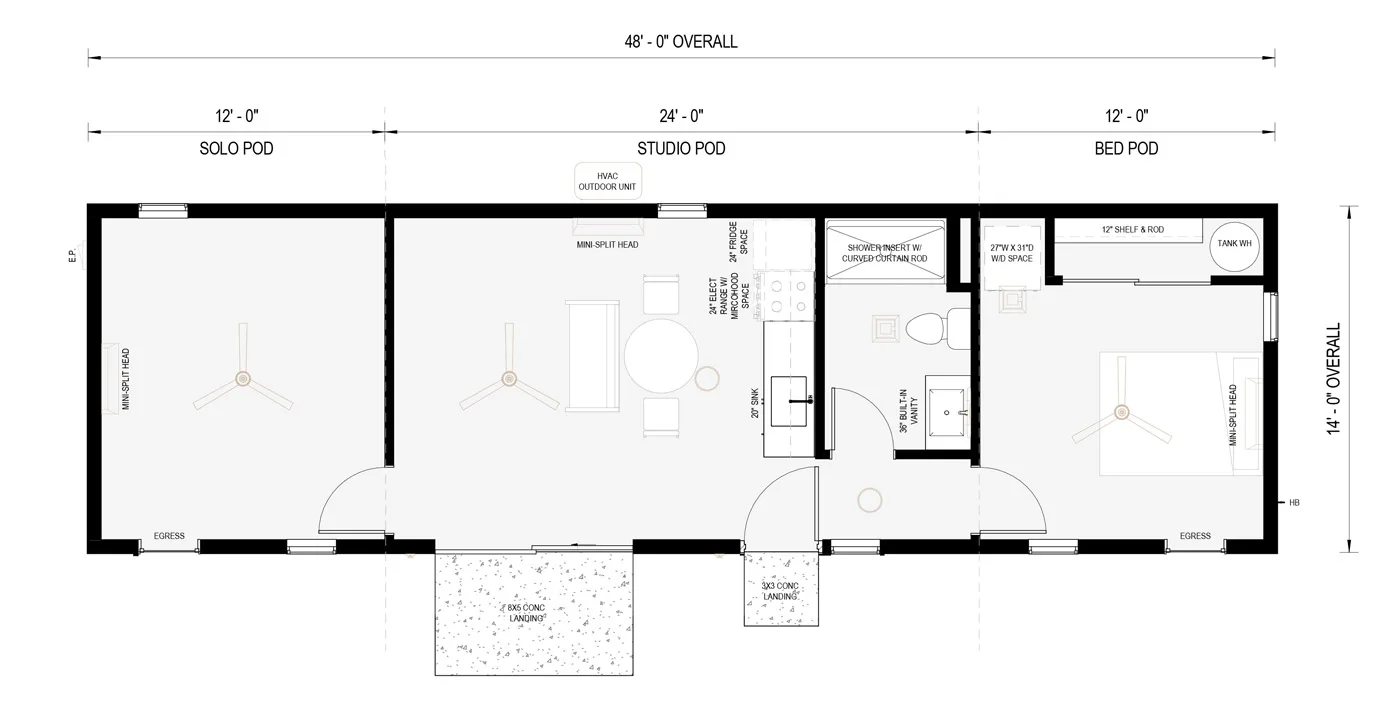 48' - 0" OVERALL
12' - 0"
24' - 0"
12' - 0"
SOLO POD
STUDIO POD
BED POD
HVAC
OUTDOOR UNIT
MINI-SPLIT HEAD
24" FRIDGE
SPACE
SHOWER INSERT W/
CURVED CURTAIN ROD
27"W X 31"D
W/D SPACE
12" SHELF & ROD
TANK WH
E.P.
24" ELECT
RANGE W/
MIRCOHOOD
SPACE
MINI-SPLIT HEAD
20" SINK
36" BUILT-IN
VANITY
MINI-SPLIT HEAD
14' - 0" OVERALL
HB
EGRESS
EGRESS
8X5 CONC
LANDING
3X3 CONC
LANDING